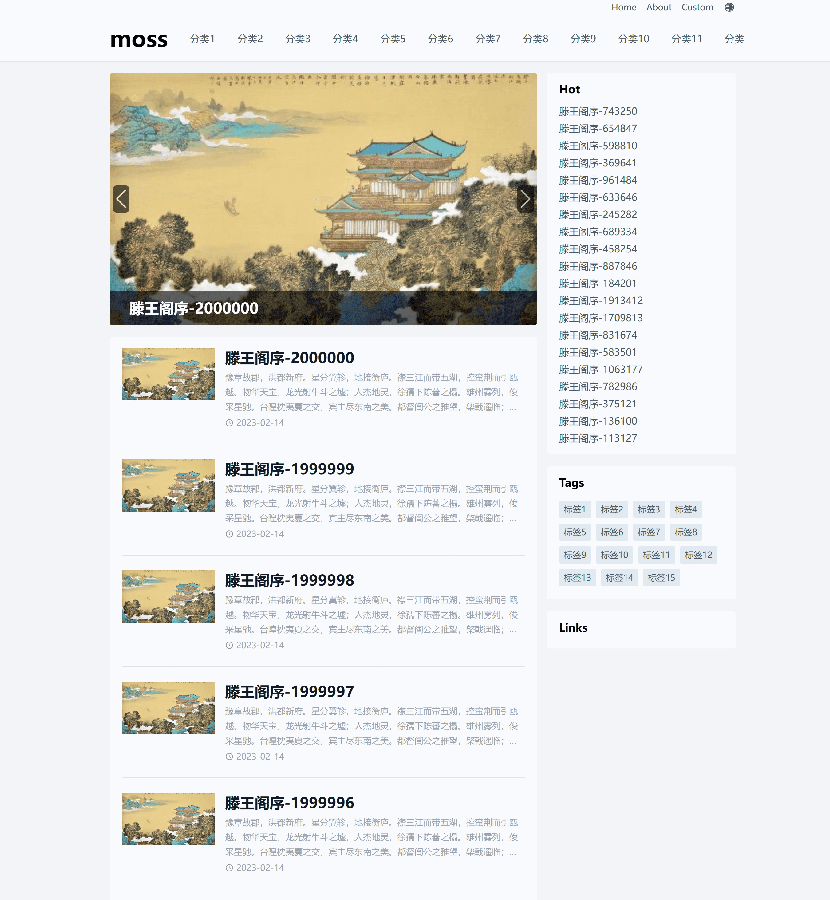 Home About Custom
moss 分类1 分类2 分类3 分类4 分类5 分类6 分类7 分类8 分类9 分类10 分类11 分类
滕王阁序-2000000
滕王阁序-2000000
豫章故郡，洪都新府。星分翼轸，地接衡庐。襟三江而带五湖，控蛮荆而引瓯
越。物华天宝，龙光射牛斗之墟；人杰地灵，徐孺下陈蕃之榻。雄州雾列，俊
采星驰。台隍枕夷夏之交，宾主尽东南之美。都督阎公之雅望，棨戟遥临；...
2023-02-14
滕王阁序-1999999
豫章故郡，洪都新府。星分翼轸，地接衡庐。襟三江而带五湖，控蛮荆而引瓯
越。物华天宝，龙光射牛斗之墟；人杰地灵，徐孺下陈蕃之榻。雄州雾列，俊
采星驰。台隍枕夷夏之交，宾主尽东南之美。都督阎公之雅望，棨戟遥临；...
2023-02-14
滕王阁序-1999998
豫章故郡，洪都新府。星分翼轸，地接衡庐。襟三江而带五湖，控蛮荆而引瓯
越。物华天宝，龙光射牛斗之墟；人杰地灵，徐孺下陈蕃之榻。雄州雾列，俊
采星驰。台隍枕夷夏之交，宾主尽东南之美。都督阎公之雅望，棨戟遥临；...
2023-02-14
滕王阁序-1999997
豫章故郡，洪都新府。星分翼轸，地接衡庐。襟三江而带五湖，控蛮荆而引瓯
越。物华天宝，龙光射牛斗之墟；人杰地灵，徐孺下陈蕃之榻。雄州雾列，俊
采星驰。台隍枕夷夏之交，宾主尽东南之美。都督阎公之雅望，棨戟遥临；...
2023-02-14
滕王阁序-1999996
豫章故郡，洪都新府。星分翼轸，地接衡庐。襟三江而带五湖，控蛮荆而引瓯
越。物华天宝，龙光射牛斗之墟；人杰地灵，徐孺下陈蕃之榻。雄州雾列，俊
采星驰。台隍枕夷夏之交，宾主尽东南之美。都督阎公之雅望，棨戟遥临；...
2023-02-14
Hot
滕王阁序-743250
滕王阁序-654847
滕王阁序-598810
滕王阁序-369641
滕王阁序-961484
滕王阁序-633646
滕王阁序-245282
滕王阁序-689334
滕王阁序-458254
滕王阁序-887846
滕王阁序-184201
滕王阁序-1913412
滕王阁序-1709813
滕王阁序-831674
滕王阁序-583501
滕王阁序-1063177
滕王阁序-782986
滕王阁序-375121
滕王阁序-136100
滕王阁序-113127
Tags
标签1 标签2 标签3 标签4
标签5 标签6 标签7 标签8
标签9 标签10 标签11 标签12
标签13 标签14 标签15
Links